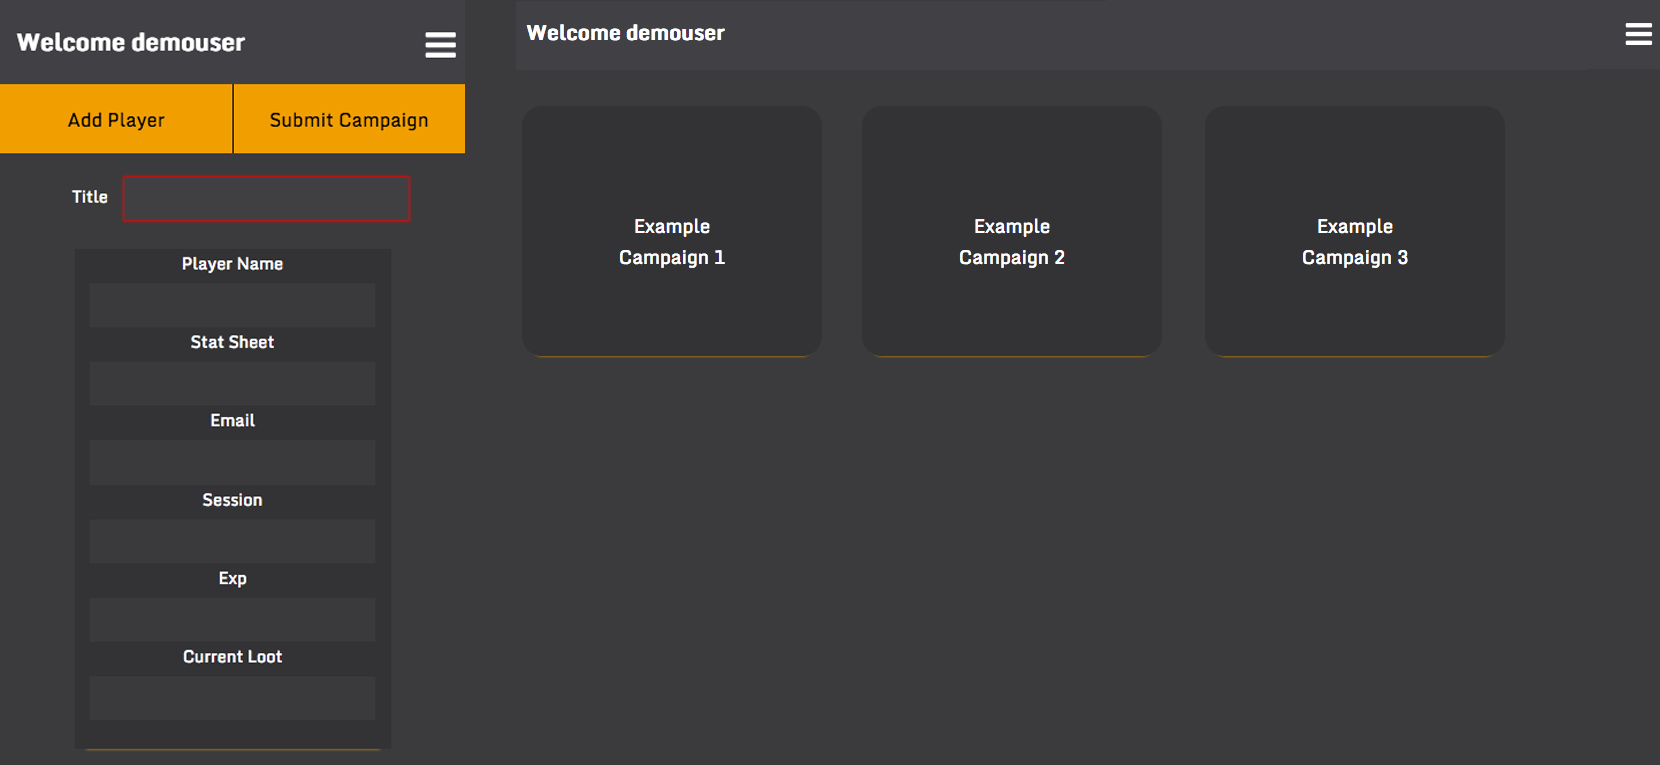 Welcome demouser
Add Player
Submit Campaign
Title
Player Name
Stat Sheet
Email
Session
Exp
Current Loot
Welcome demouser
Example
Campaign 1
Example
Campaign 2
Example
Campaign 3